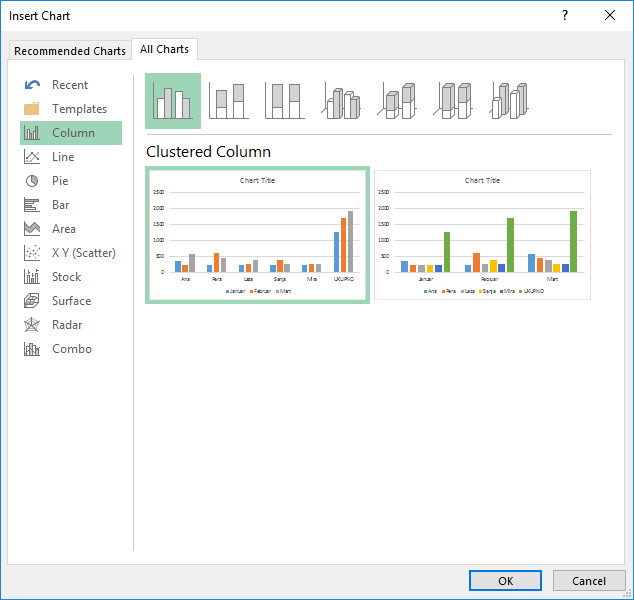 Insert Chart
?
Recommended Charts
All Charts
Recent
Templates
Column
Line
Pie
Bar
Area
X Y (Scatter)
Stock
Surface
Radar
Combo
Clustered Column
Chart Title
2500
2000
1500
1000
500
0
Ana Pera Lasa Sanja Mira UKUPNO
Januar Februar Mart
Chart Title
2500
2000
1500
1000
500
0
Januar Februar Mart
Ana Pera Lasa Sanja Mira UKUPNO
OK Cancel